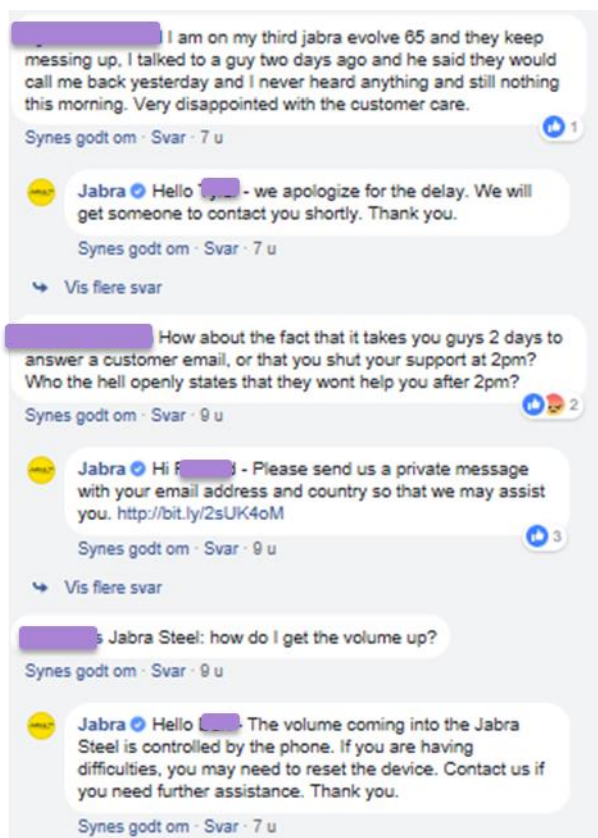 I am on my third jabra evolve 65 and they keep
messing up, I talked to a guy two days ago and he said they would
call me back yesterday and I never heard anything and still nothing
this morning. Very disappointed with the customer care.
1
Synes godt om · Svar · 7 u
Jabra Hello - we apologize for the delay. We will
get someone to contact you shortly. Thank you.
Synes godt om · Svar · 7 u
Vis flere svar
How about the fact that it takes you guys 2 days to
answer a customer email, or that you shut your support at 2pm?
Who the hell openly states that they wont help you after 2pm?
2
Synes godt om · Svar · 9 u
Jabra Hi - Please send us a private message
with your email address and country so that we may assist
you. http://bit.ly/2sUK4oM
3
Synes godt om · Svar · 9 u
Vis flere svar
Jabra Steel: how do I get the volume up?
Synes godt om · Svar · 9 u
Jabra Hello - The volume coming into the Jabra
Steel is controlled by the phone. If you are having
difficulties, you may need to reset the device. Contact us if
you need further assistance. Thank you.
Synes godt om · Svar · 7 u